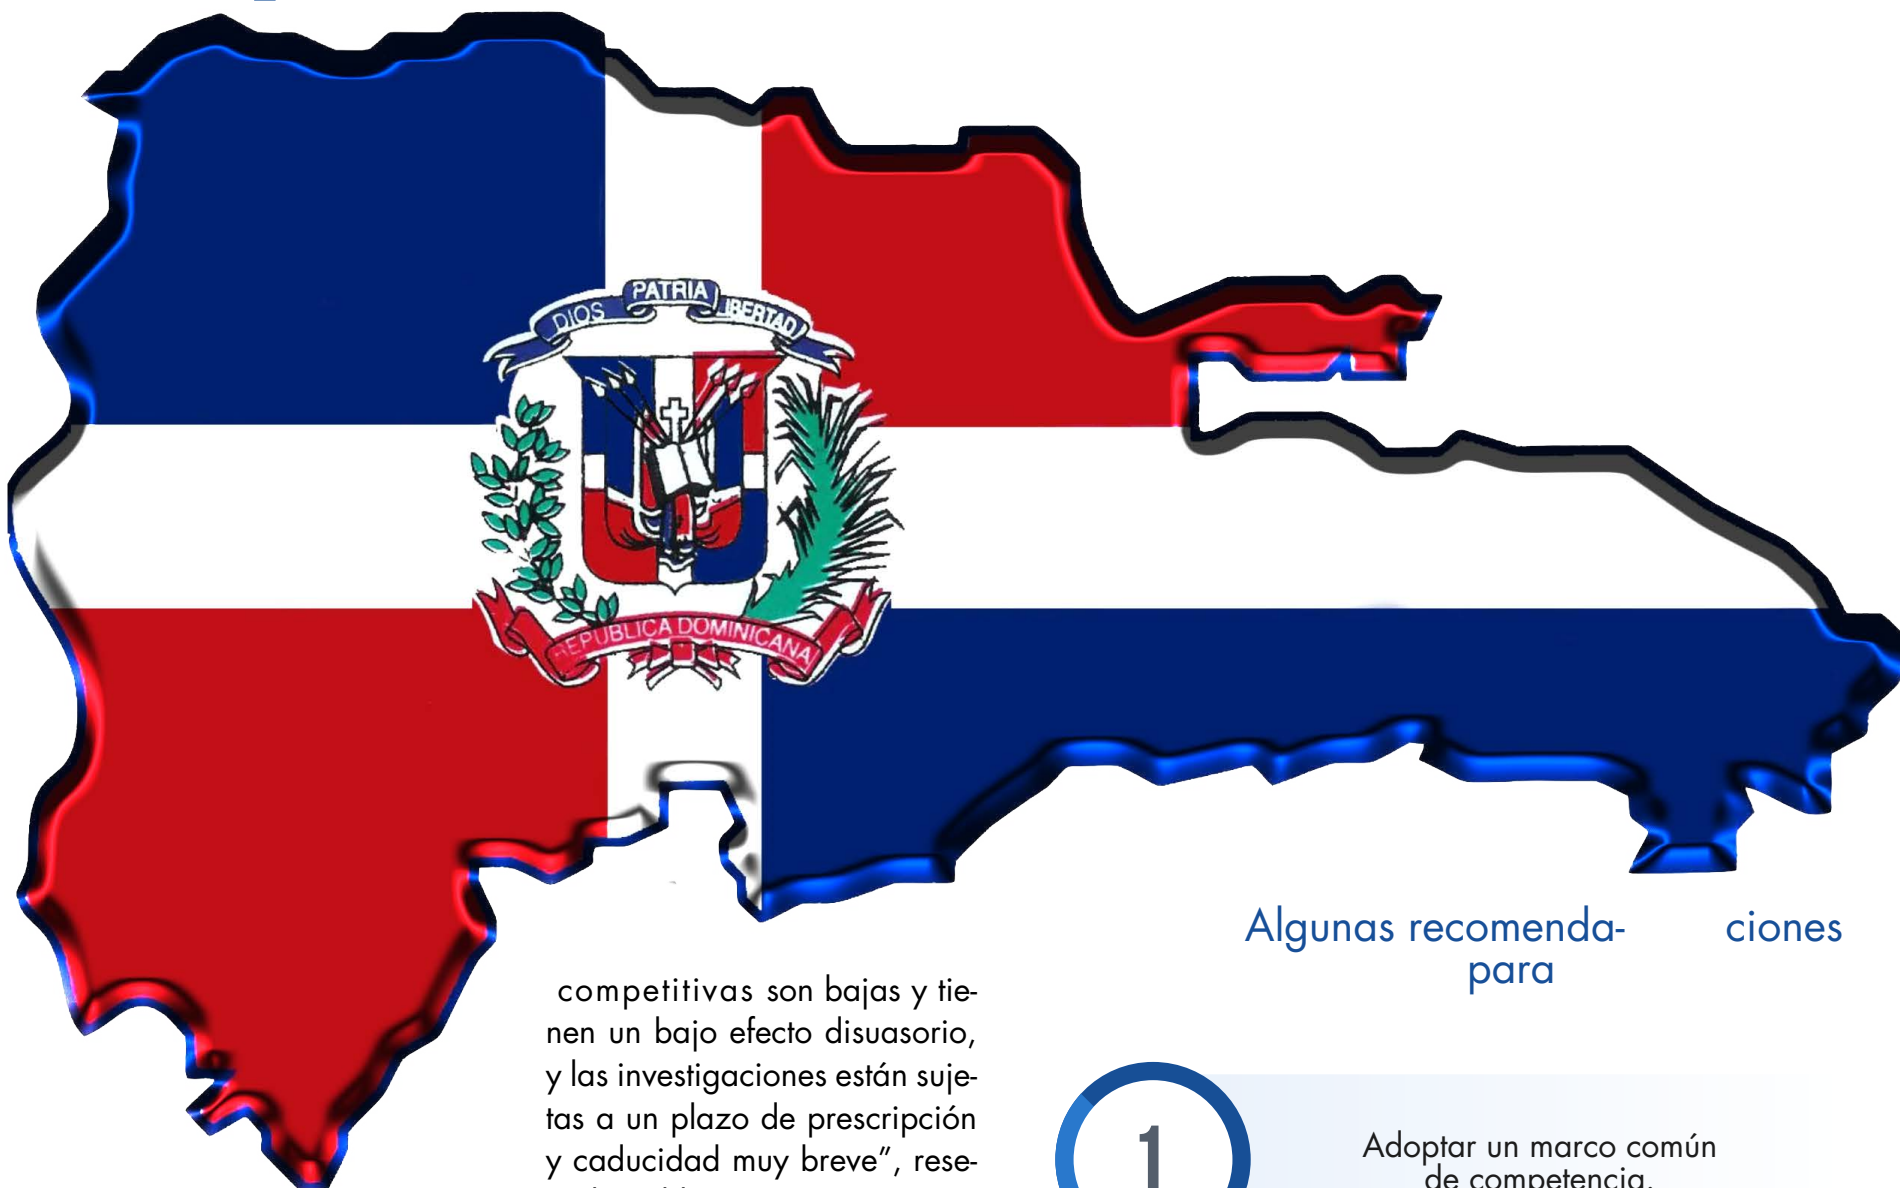 DIOS PATRIA LIBERTAD
REPUBLICA DOMINICANA
competitivas son bajas y tie-
nen un bajo efecto disuasorio,
y las investigaciones están suje-
tas a un plazo de prescripción
y caducidad muy breve”, rese-
Algunas recomenda- ciones
para
1
Adoptar un marco común
de competencia.